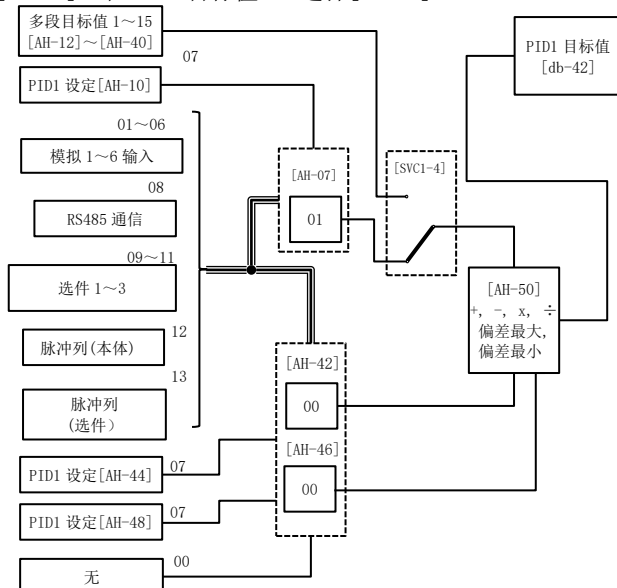 多段目标值 1～15
[AH-12]～[AH-40]
07
PID1 设定[AH-10]
01～06
模拟 1～6 输入
08
RS485 通信
09～11
选件 1～3
12
脉冲列(本体)
13
脉冲列
(选件）
PID1 设定[AH-44]
07
PID1 设定[AH-48]
07
00
无
[AH-07]
01
[SVC1-4]
[AH-42]
00
[AH-46]
00
PID1 目标值
[db-42]
[AH-50]
+, -, x, ÷
偏差最大,
偏差最小